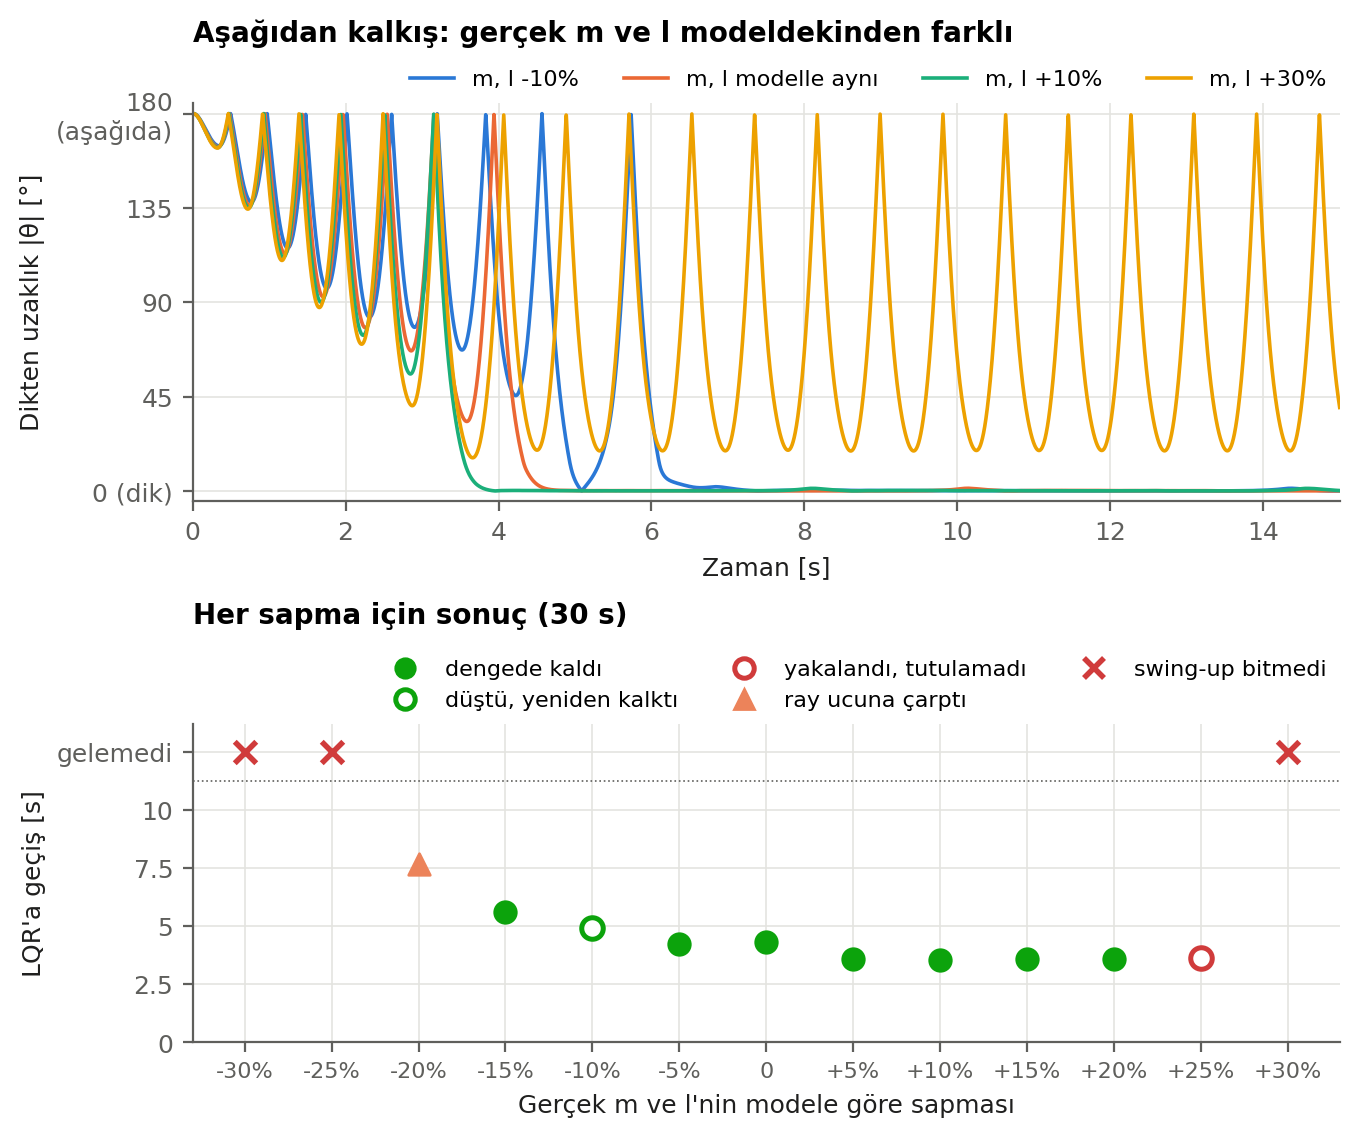 Aşağıdan kalkış: gerçek m ve l modeldekinden farklı
m, l -10%
m, l modelle aynı
m, l +10%
m, l +30%
Dikten uzaklık |θ| [°]
180
(aşağıda)
135
90
45
0 (dik)
0
2
4
6
8
10
12
14
Zaman [s]
Her sapma için sonuç (30 s)
dengede kaldı
düştü, yeniden kalktı
yakalandı, tutulamadı
ray ucuna çarptı
swing-up bitmedi
LQR'a geçiş [s]
gelemedi
10
7.5
5
2.5
0
-30%
-25%
-20%
-15%
-10%
-5%
0
+5%
+10%
+15%
+20%
+25%
+30%
Gerçek m ve l'nin modele göre sapması